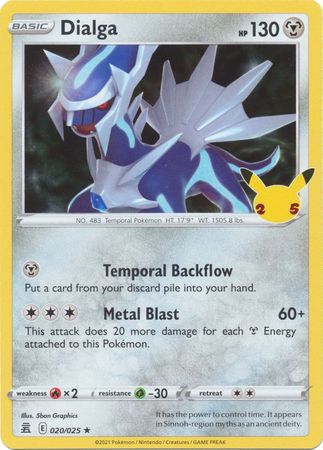 BASIC Dialga HP 130
NO. 483 Temporal Pokémon HT: 17'9" WT: 1505.8 lbs.
25
Temporal Backflow
Put a card from your discard pile into your hand.
Metal Blast 60+
This attack does 20 more damage for each Energy
attached to this Pokémon.
weakness ×2 resistance -30 retreat
Illus. 5ban Graphics
It has the power to control time. It appears
in Sinnoh-region myths as an ancient deity.
E 020/025 ★
©2021 Pokémon / Nintendo / Creatures / GAME FREAK